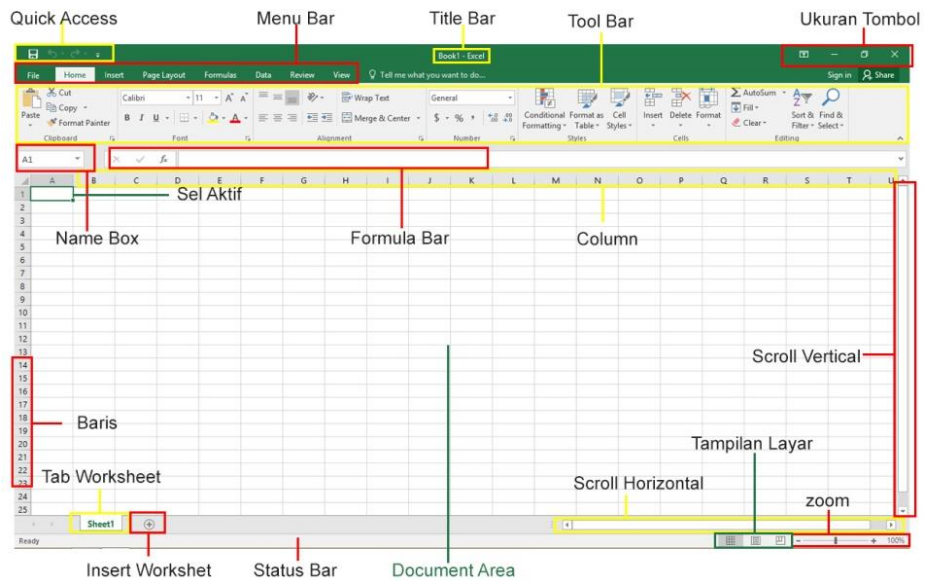 Quick Access Menu Bar Title Bar Tool Bar Ukuran Tombol
Book1 - Excel
File Home Insert Page Layout Formulas Data Review View Tell me what you want to do... Sign in Share
Cut Calibri 11 A A Wrap Text General AutoSum
Copy Fill
Paste Format Painter B I U A Merge & Center $ % , Conditional Formatting Format as Table Cell Styles Insert Delete Format Clear Sort & Filter Find & Select
Clipboard Font Alignment Number Styles Cells Editing
A1 fx
A B C D E F G H I J K L M N O P Q R S T U
1 Sel Aktif
2
3
4 Name Box Formula Bar Column
5
6
7
8
9
10
11
12
13 Scroll Vertical
14
15
16
17
18 Baris
19
20 Tampilan Layar
21
22 Tab Worksheet
23 Scroll Horizontal
24 zoom
25
Sheet1
Ready 100%
Insert Workshet Status Bar Document Area